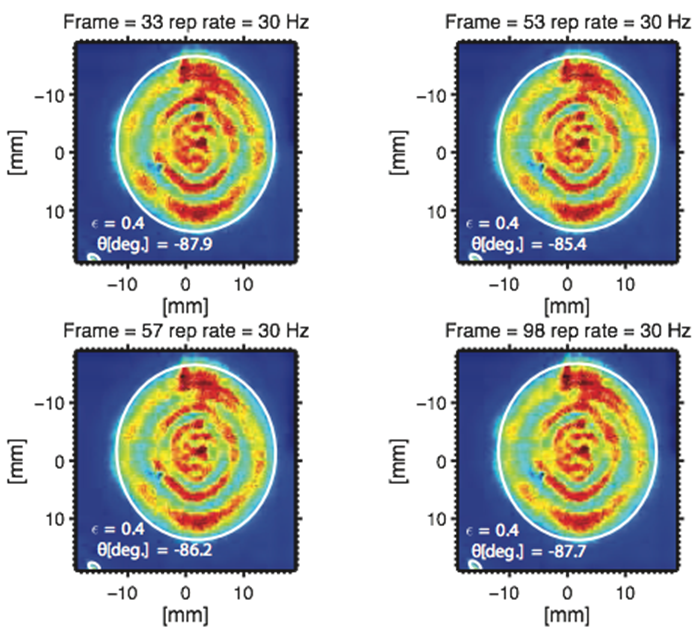 Frame = 33 rep rate = 30 Hz
Frame = 53 rep rate = 30 Hz
[mm]
−10
0
10
ϵ = 0.4
θ[deg.] = -87.9
−10 0 10
[mm]
[mm]
−10
0
10
ϵ = 0.4
θ[deg.] = -85.4
−10 0 10
[mm]
Frame = 57 rep rate = 30 Hz
Frame = 98 rep rate = 30 Hz
[mm]
−10
0
10
ϵ = 0.4
θ[deg.] = -86.2
−10 0 10
[mm]
[mm]
−10
0
10
ϵ = 0.4
θ[deg.] = -87.7
−10 0 10
[mm]